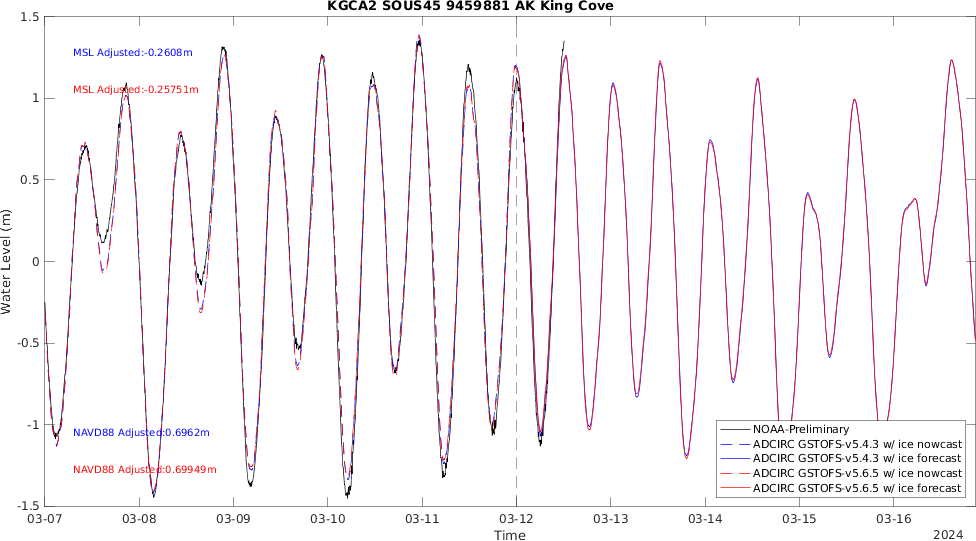 KGCA2 SOUS45 9459881 AK King Cove
1.5
1
0.5
0
-0.5
-1
-1.5
Water Level (m)
MSL Adjusted:-0.2608m
MSL Adjusted:-0.25751m
NAVD88 Adjusted:0.6962m
NAVD88 Adjusted:0.69949m
NOAA-Preliminary
ADCIRC GSTOFS-v5.4.3 w/ ice nowcast
ADCIRC GSTOFS-v5.4.3 w/ ice forecast
ADCIRC GSTOFS-v5.6.5 w/ ice nowcast
ADCIRC GSTOFS-v5.6.5 w/ ice forecast
03-07 03-08 03-09 03-10 03-11 03-12 03-13 03-14 03-15 03-16
Time
2024